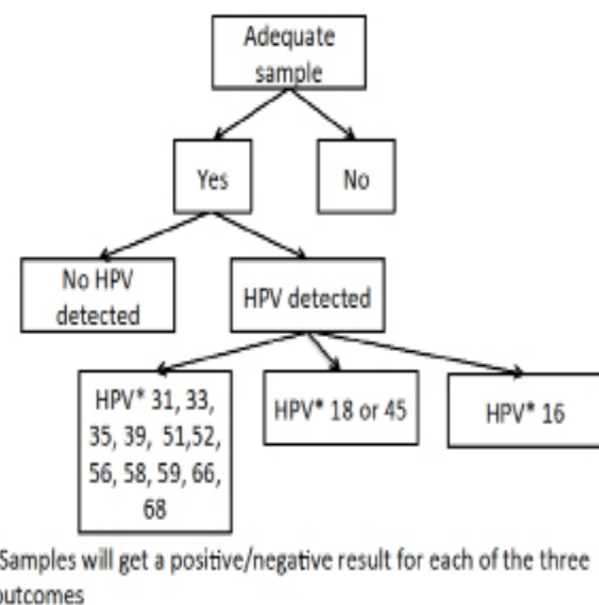 Adequate
sample
Yes
No
No HPV
detected
HPV detected
HPV* 31, 33,
35, 39, 51,52,
56, 58, 59, 66,
68
HPV* 18 or 45
HPV* 16
Samples will get a positive/negative result for each of the three
outcomes